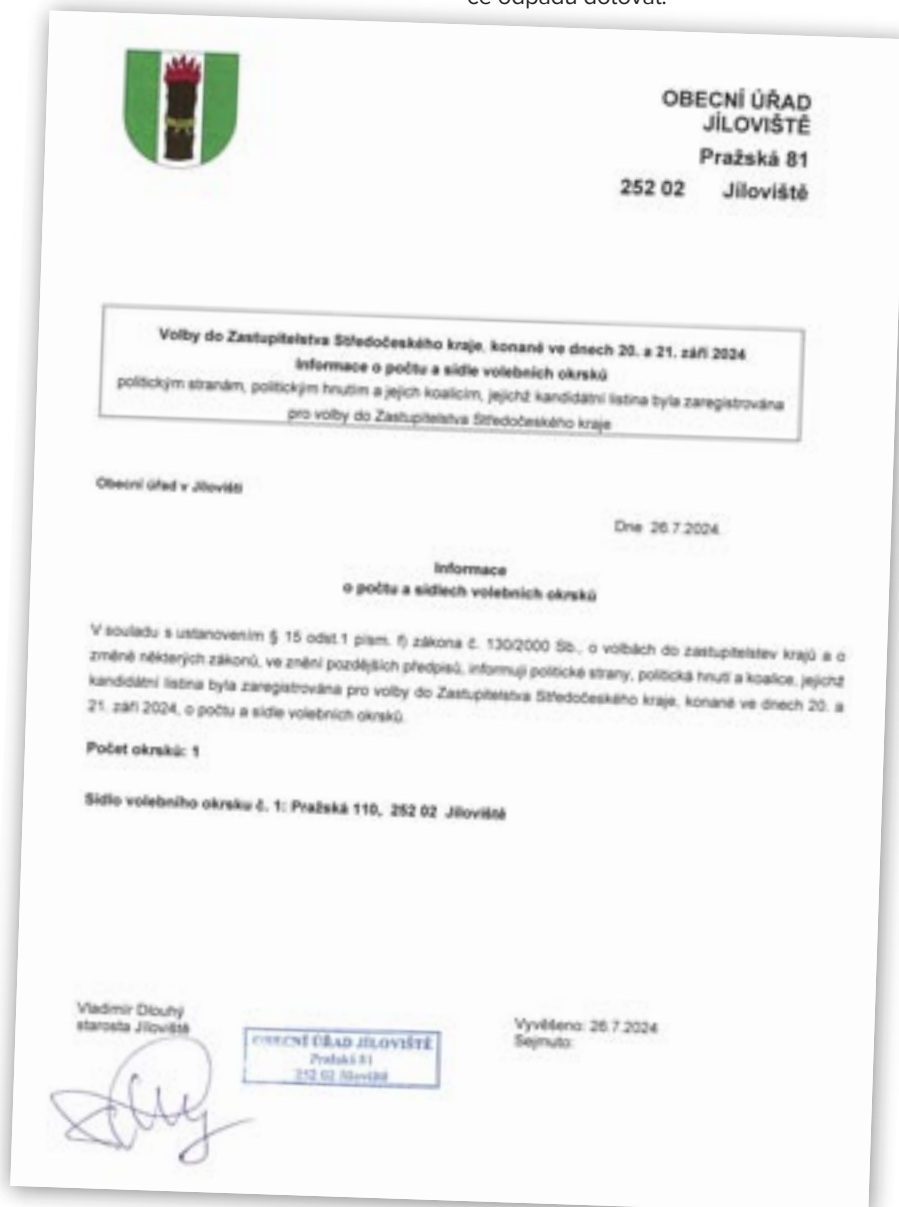 ce odpadu dotoval.
OBECNÍ ÚŘAD
JÍLOVIŠTĚ
Pražská 81
252 02 Jíloviště
Volby do Zastupitelstva Středočeského kraje, konané ve dnech 20. a 21. září 2024
Informace o počtu a sídle volebních okrsků
politickým stranám, politickým hnutím a jejich koalicím, jejichž kandidátní listina byla zaregistrována
pro volby do Zastupitelstva Středočeského kraje
Obecní úřad v Jílovišti
Dne 26.7.2024
Informace
o počtu a sídlech volebních okrsků
V souladu s ustanovením § 15 odst.1 písm. f) zákona č. 130/2000 Sb., o volbách do zastupitelstev krajů a o
změně některých zákonů, ve znění pozdějších předpisů, informuji politické strany, politická hnutí a koalice, jejichž
kandidátní listina byla zaregistrována pro volby do Zastupitelstva Středočeského kraje, konané ve dnech 20. a
21. září 2024, o počtu a sídle volebních okrsků.
Počet okrsků: 1
Sídlo volebního okrsku č. 1: Pražská 110, 252 02 Jíloviště
Vladimír Dlouhý
starosta Jíloviště
OBECNÍ ÚŘAD JÍLOVIŠTĚ
Pražská 81
252 02 Jíloviště
Vyvěšeno: 26.7.2024
Sejmuto: